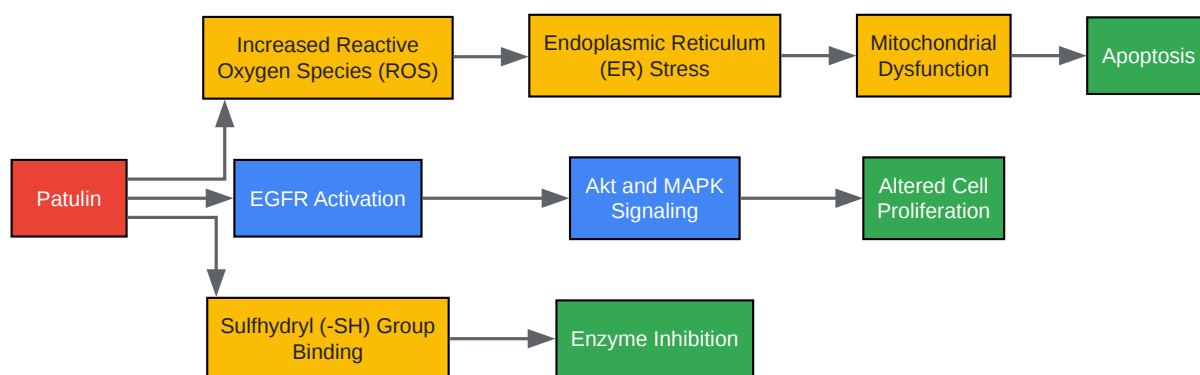 Increased Reactive
Oxygen Species (ROS)
Endoplasmic Reticulum
(ER) Stress
Mitochondrial
Dysfunction
Apoptosis
Patulin
EGFR Activation
Akt and MAPK
Signaling
Altered Cell
Proliferation
Sulfhydryl (-SH) Group
Binding
Enzyme Inhibition